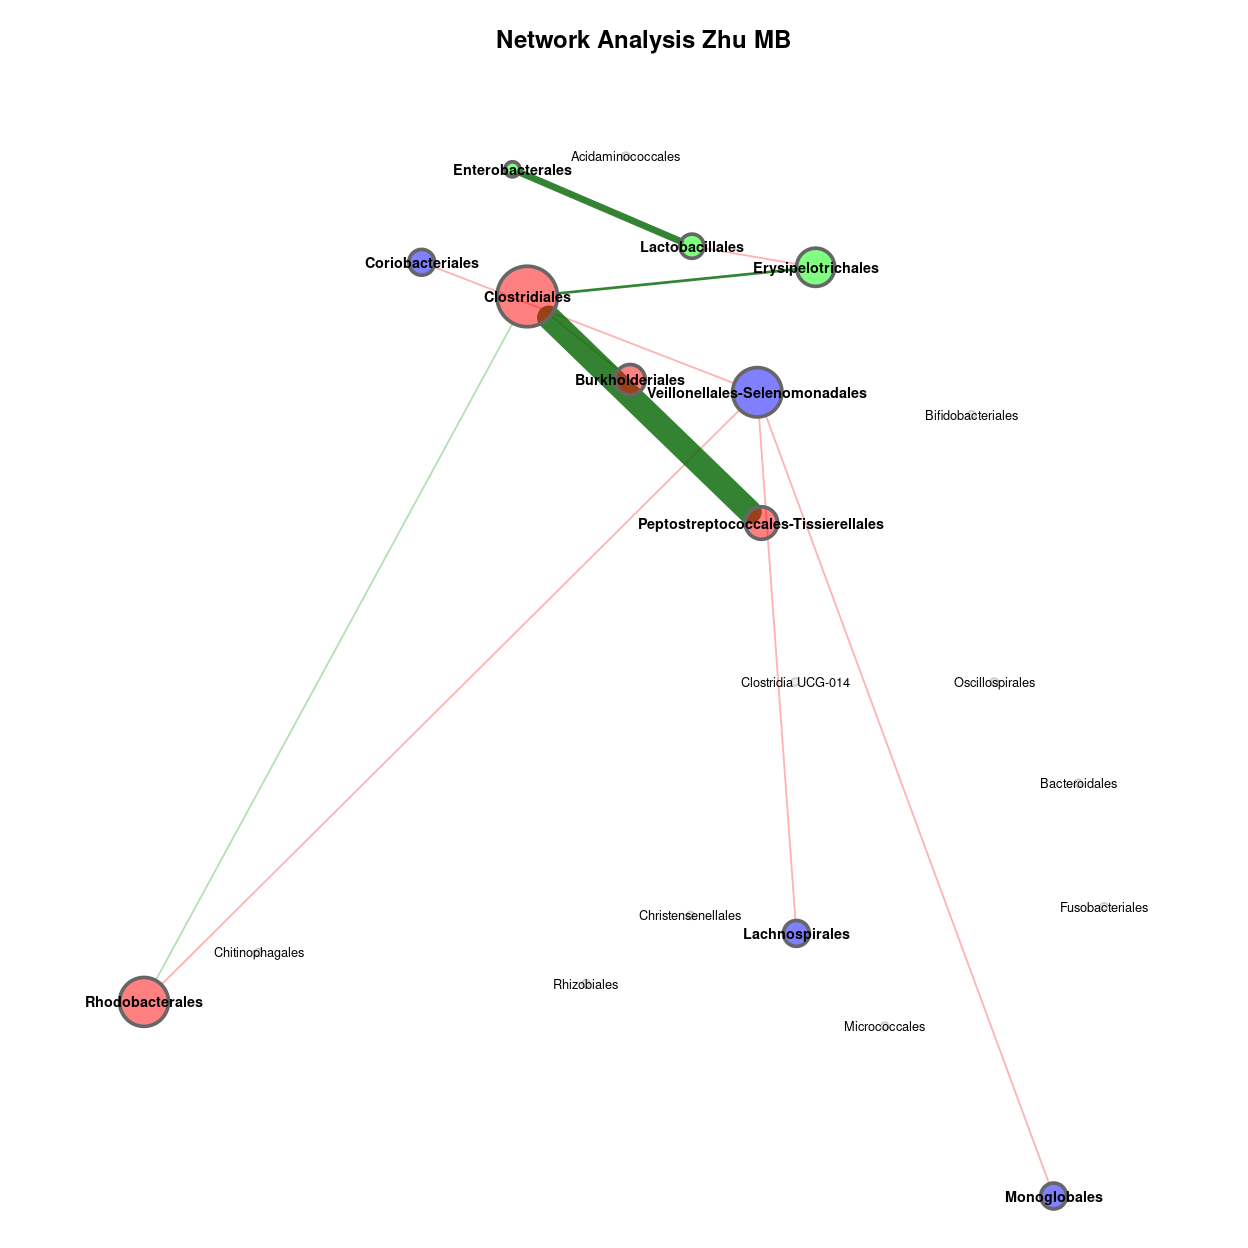 Network Analysis Zhu MB
Acidaminococcales
Enterobacterales
Lactobacillales
Coriobacteriales
Erysipelotrichales
Clostridiales
Burkholderiales
Veillonellales-Selenomonadales
Bifidobacteriales
Peptostreptococcales-Tissierellales
Clostridia UCG-014
Oscillospirales
Bacteroidales
Fusobacteriales
Christensenellales
Lachnospirales
Chitinophagales
Rhizobiales
Rhodobacterales
Micrococcales
Monoglobales